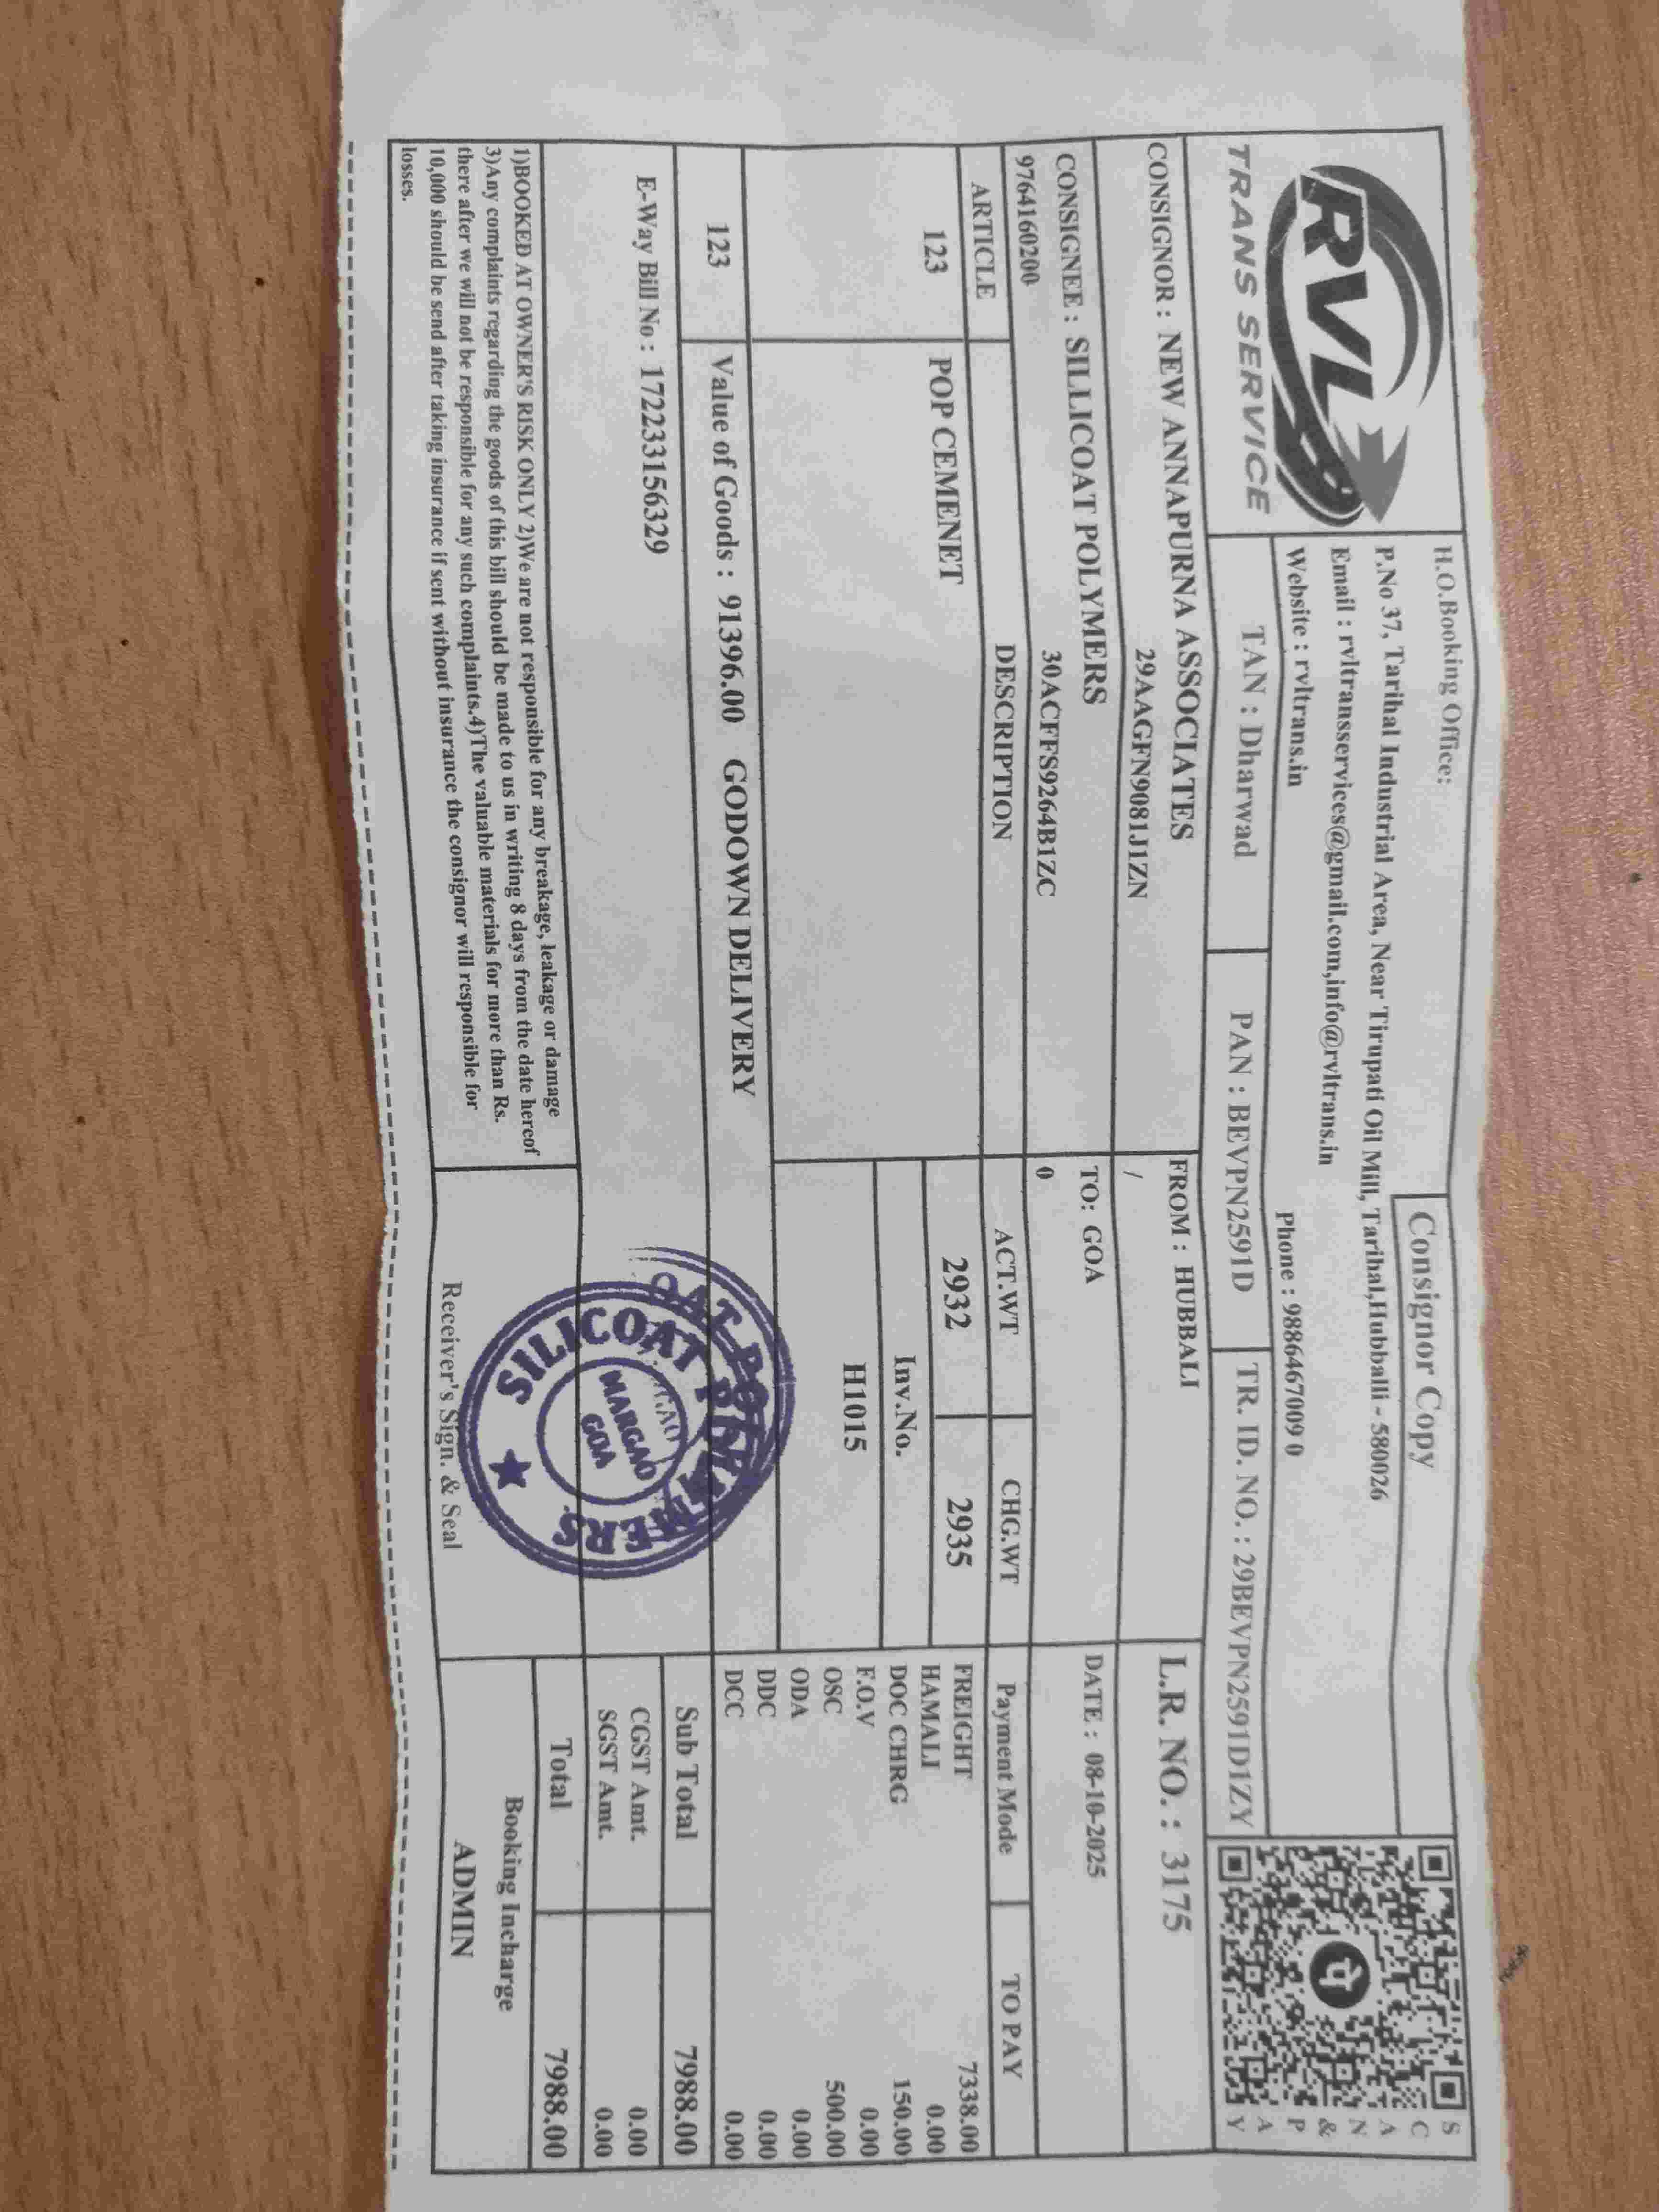 RVL
TRANS SERVICE
H.O.Booking Office:
Consignor Copy
P.No 37, Tarihal Industrial Area, Near Tirupati Oil Mill, Tarihal,Hubballi - 580026
Email : rvltransservices@gmail.com,info@rvltrans.in
Website : rvltrans.in
Phone : 9886467009 0
SCAN & PAY
TAN : Dharwad
PAN : BEVPN2591D
TR. ID. NO. : 29BEVPN2591D1ZY
CONSIGNOR : NEW ANNAPURNA ASSOCIATES
29AAGFN9081J1ZN
FROM : HUBBALI
/
L.R. NO. : 3175
CONSIGNEE : SILLICOAT POLYMERS
9764160200 30ACFFS9264B1ZC
TO: GOA
0
DATE : 08-10-2025
ARTICLE DESCRIPTION ACT.WT CHG.WT Payment Mode TO PAY
123 POP CEMENET 2932 2935
Inv.No.
H1015
FREIGHT 7338.00
HAMALI 0.00
DOC CHRG 150.00
F.O.V 0.00
OSC 500.00
ODA 0.00
DDC 0.00
DCC 0.00
123 Value of Goods : 91396.00 GODOWN DELIVERY
Sub Total 7988.00
E-Way Bill No : 172233156329
CGST Amt. 0.00
SGST Amt. 0.00
Total 7988.00
1)BOOKED AT OWNER'S RISK ONLY 2)We are not responsible for any breakage, leakage or damage
3)Any complaints regarding the goods of this bill should be made to us in writing 8 days from the date hereof
there after we will not be responsible for any such complaints.4)The valuable materials for more than Rs.
10,000 should be send after taking insurance if sent without insurance the consignor will responsible for
losses.
SILICOAT POLYMERS
MARGAO
GOA
Receiver's Sign. & Seal
Booking Incharge
ADMIN